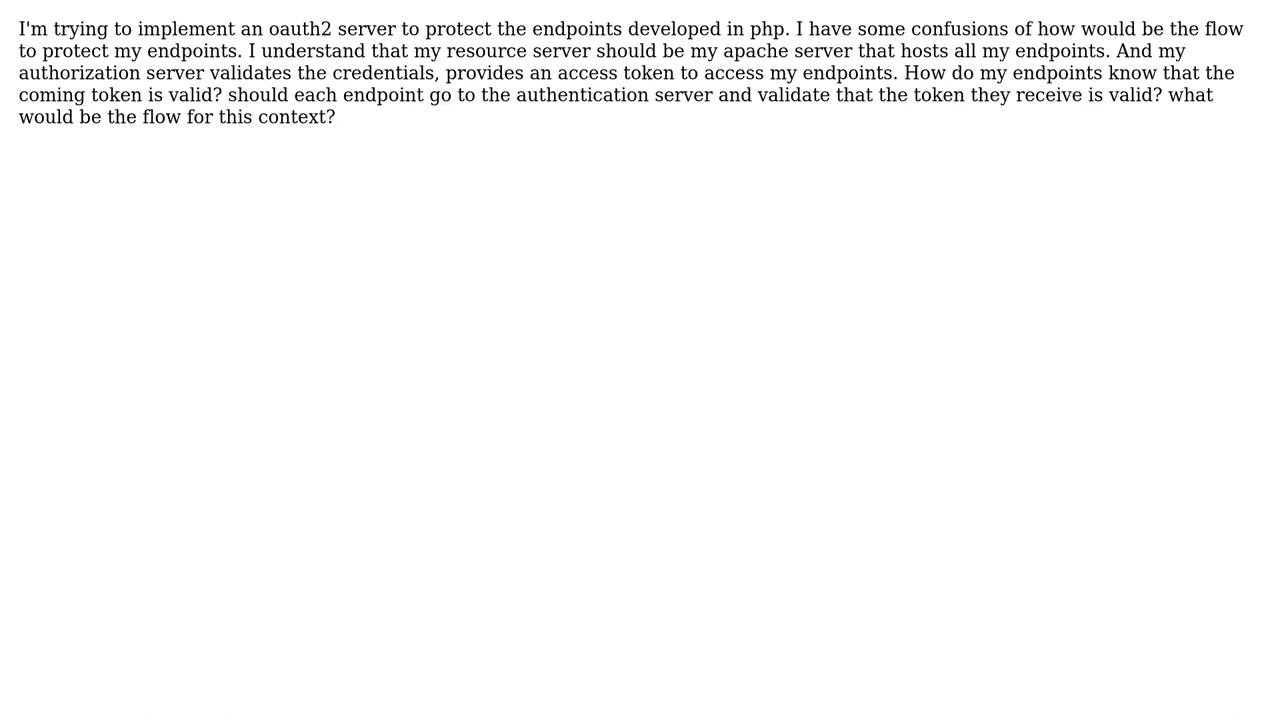 I'm trying to implement an oauth2 server to protect the endpoints developed in php. I have some confusions of how would be the flow
to protect my endpoints. I understand that my resource server should be my apache server that hosts all my endpoints. And my
authorization server validates the credentials, provides an access token to access my endpoints. How do my endpoints know that the
coming token is valid? should each endpoint go to the authentication server and validate that the token they receive is valid? what
would be the flow for this context?